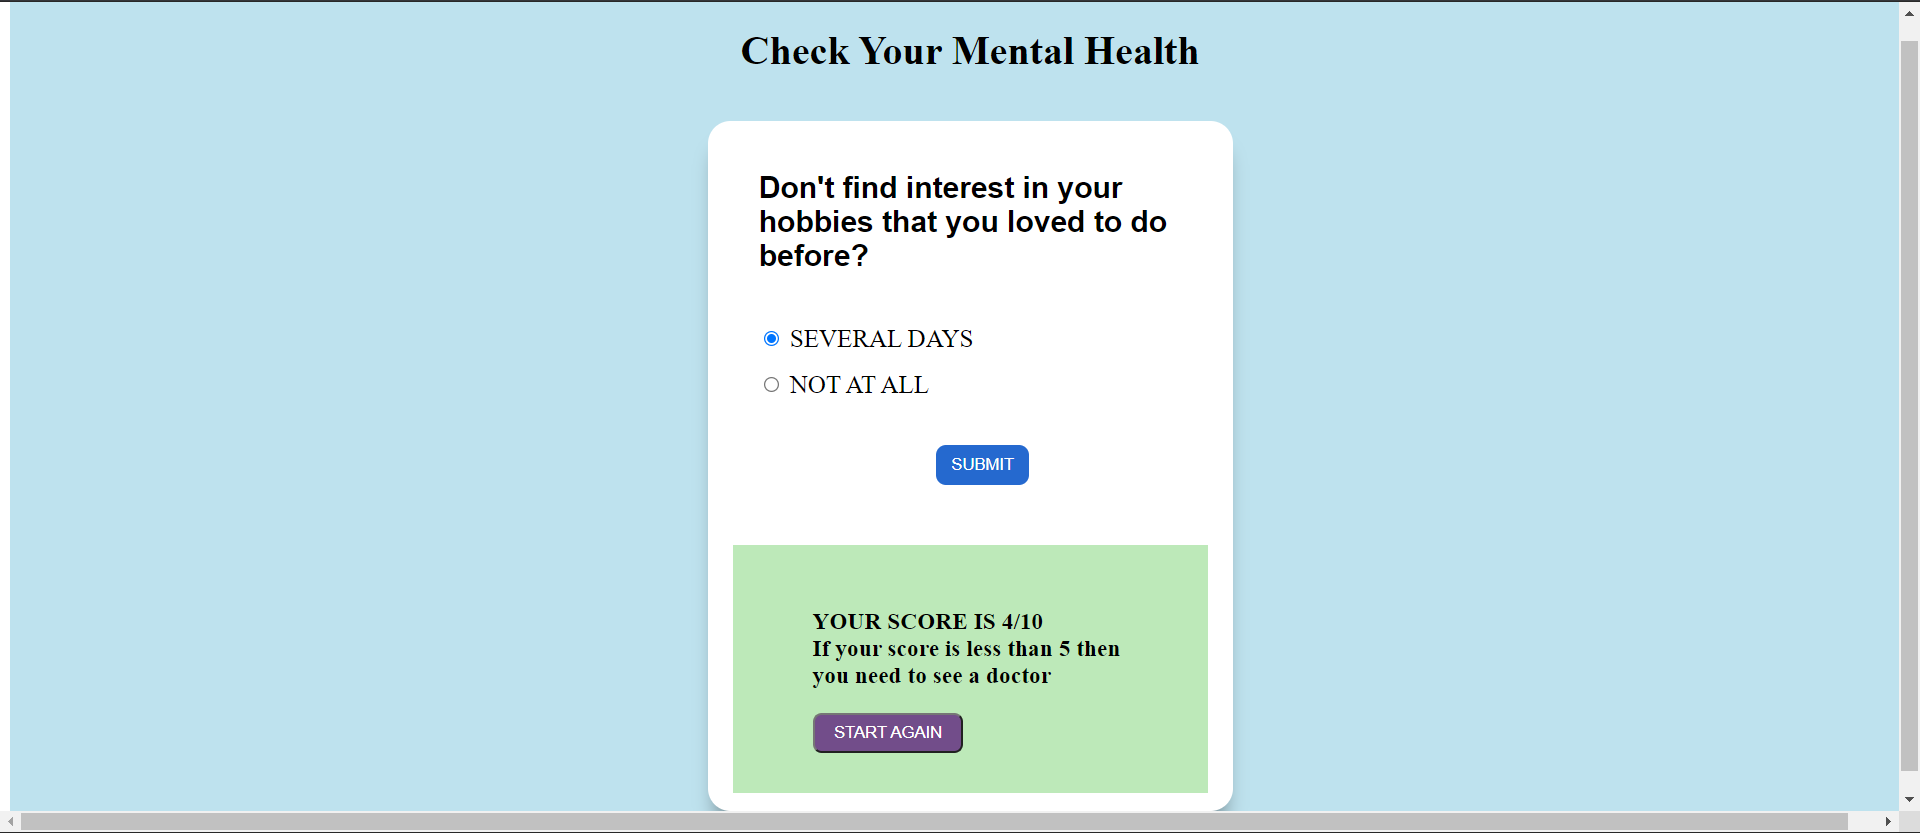 Check Your Mental Health
Don't find interest in your
hobbies that you loved to do
before?
SEVERAL DAYS
NOT AT ALL
SUBMIT
YOUR SCORE IS 4/10
If your score is less than 5 then
you need to see a doctor
START AGAIN